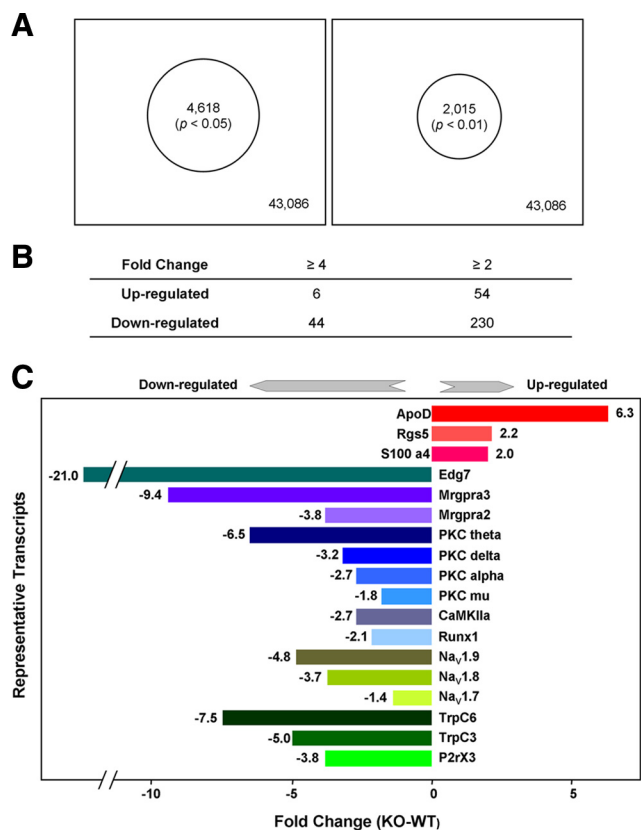 A
4,618
(p < 0.05)
43,086
2,015
(p < 0.01)
43,086
B
Fold Change ≥ 4 ≥ 2
Up-regulated 6 54
Down-regulated 44 230
C
Down-regulated Up-regulated
Representative Transcripts
ApoD 6.3
Rgs5 2.2
S100 a4 2.0
-21.0 Edg7
-9.4 Mrgpra3
-3.8 Mrgpra2
-6.5 PKC theta
-3.2 PKC delta
-2.7 PKC alpha
-1.8 PKC mu
-2.7 CaMKIIa
-2.1 Runx1
-4.8 NaV1.9
-3.7 NaV1.8
-1.4 NaV1.7
-7.5 TrpC6
-5.0 TrpC3
-3.8 P2rX3
-10 -5 0 5
Fold Change (KO-WT)